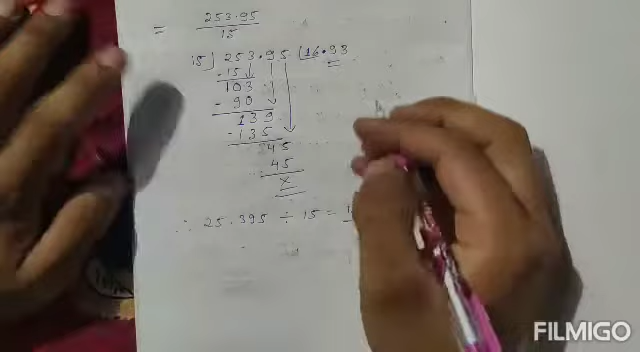 = 253.95
15
15 ) 253.95 ( 16.93
- 15
103
- 90
139
- 135
45
45
x
∴ 25.395 ÷ 15 = 1
FILMIGO